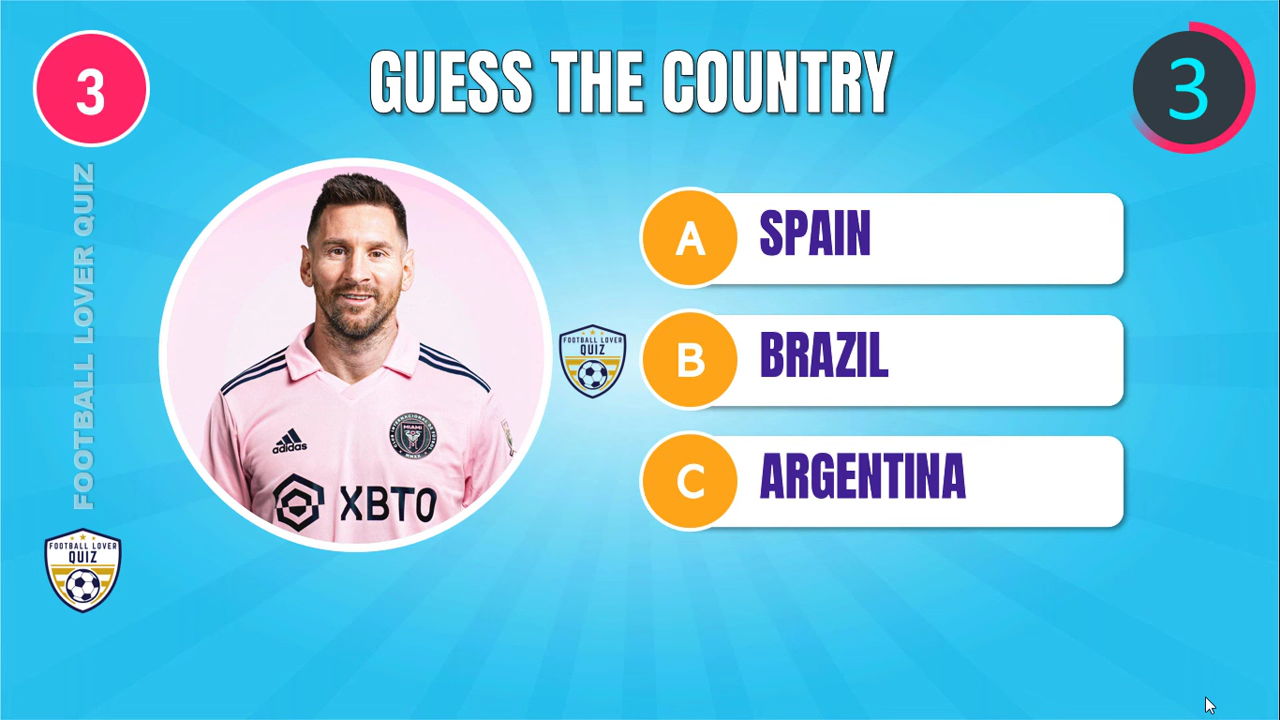 3
GUESS THE COUNTRY
3
FOOTBALL LOVER QUIZ
A SPAIN
B BRAZIL
C ARGENTINA
FOOTBALL LOVER
QUIZ
adidas
MIAMI
XBTO
FOOTBALL LOVER
QUIZ